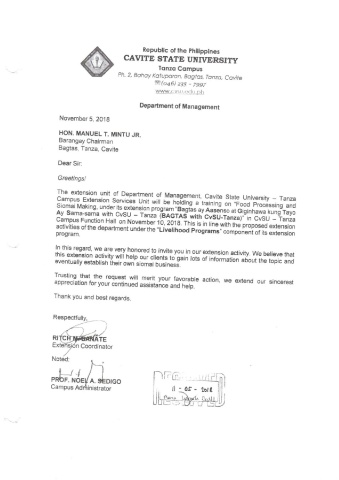 Republic of the Philippines
CAVITE STATE UNIVERSITY
Tanza Campus
Ph. 2, Bahay Katuparan, Bagtas, Tanza, Cavite
(046) 235 - 7997
www.cvsu.edu.ph
Department of Management
November 5, 2018
HON. MANUEL T. MINTU JR.
Barangay Chairman
Bagtas, Tanza, Cavite
Dear Sir:
Greetings!
The extension unit of Department of Management, Cavite State University – Tanza
Campus Extension Services Unit will be holding a training on "Food Processing and
Siomai Making, under its extension program "Bagtas ay Aasenso at Giginhawa kung Tayo
Ay Sama-sama with CvSU – Tanza (BAGTAS with CvSU-Tanza)" in CvSU – Tanza
Campus Function Hall on November 10, 2018. This is in line with the proposed extension
activities of the department under the "Livelihood Programs" component of its extension
program.
In this regard, we are very honored to invite you in our extension activity. We believe that
this extension activity will help our clients to gain lots of information about the topic and
eventually establish their own siomai business.
Trusting that the request will merit your favorable action, we extend our sincerest
appreciation for your continued assistance and help.
Thank you and best regards.
Respectfully,
RITCH M. BANATE
Extension Coordinator
Noted:
PROF. NOEL A. SEDIGO
Campus Administrator
11 - 05 - 2018